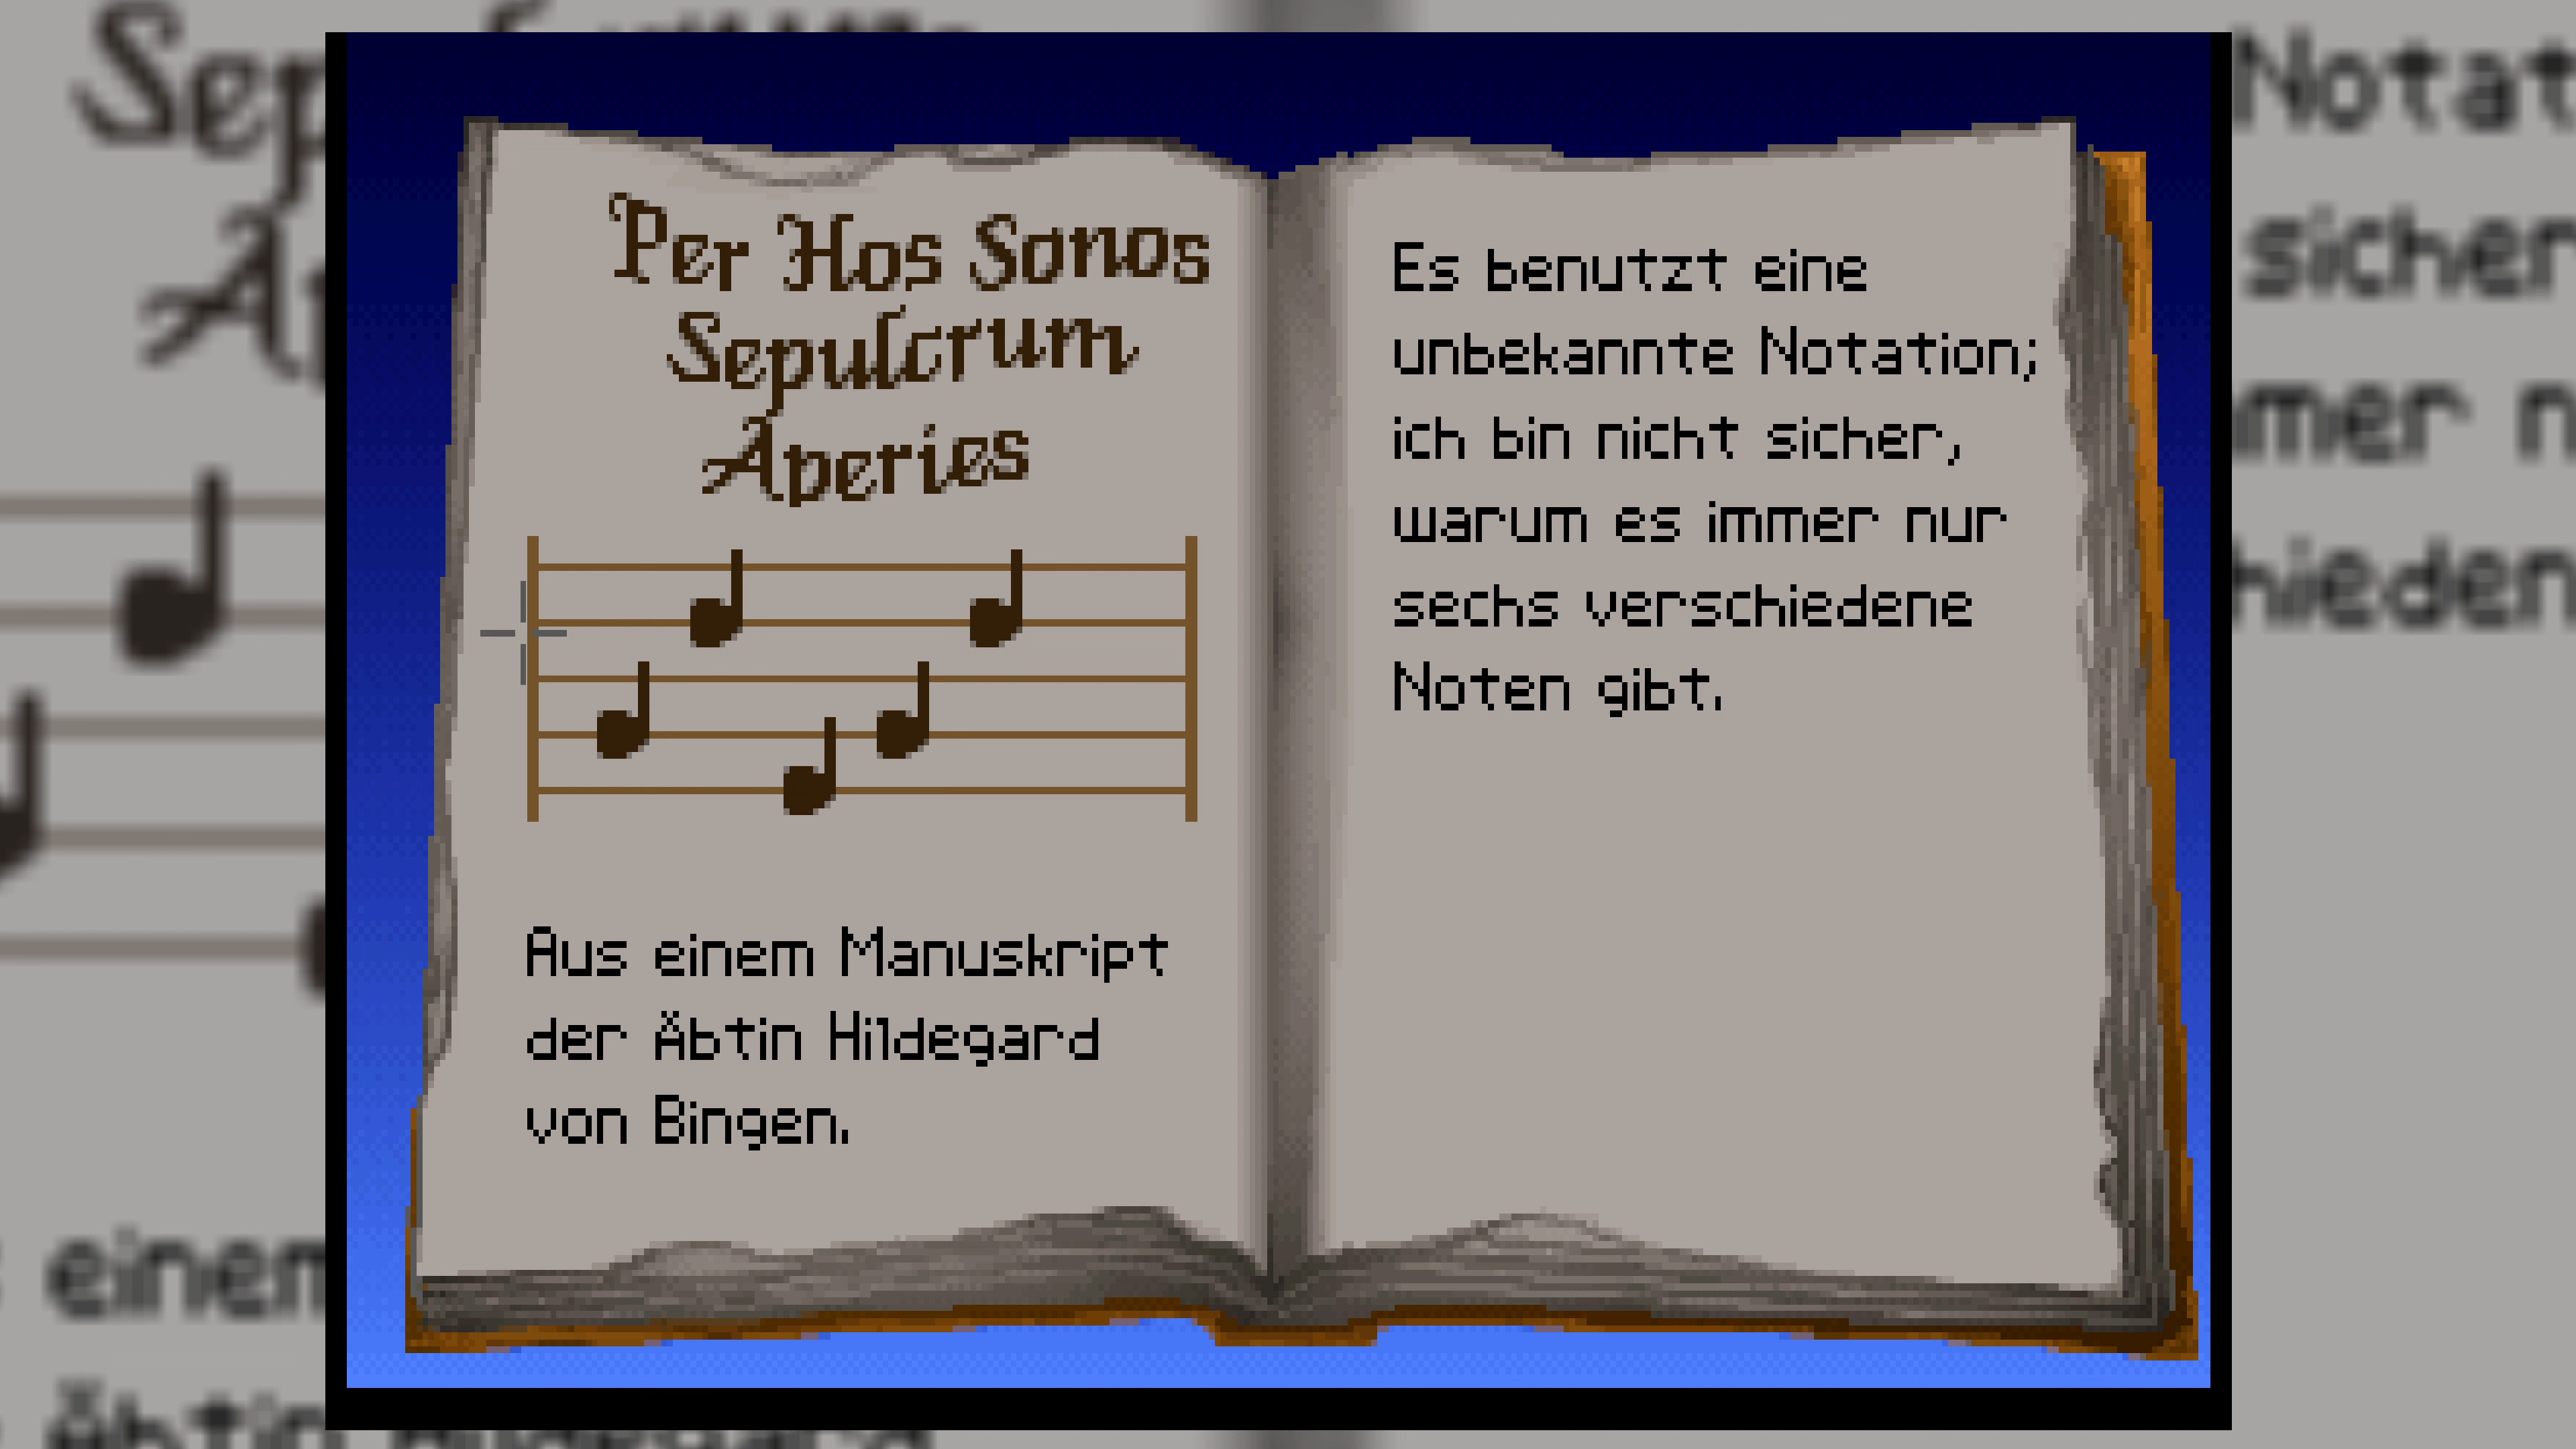 Per Hos Sonos
Sepulcrum
Aperies
Aus einem Manuskript
der Äbtin Hildegard
von Bingen.
Es benutzt eine
unbekannte Notation;
ich bin nicht sicher,
warum es immer nur
sechs verschiedene
Noten gibt.